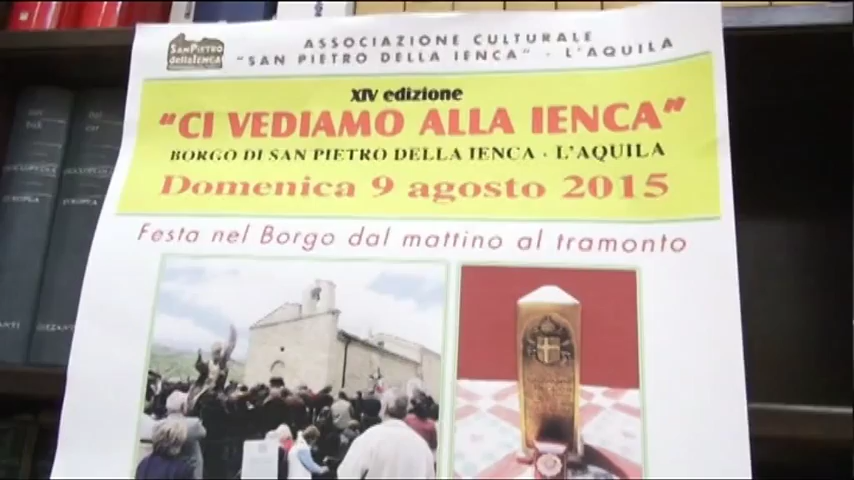 SAN PIETRO
della IENCA
ASSOCIAZIONE CULTURALE
"SAN PIETRO DELLA IENCA" - L'AQUILA
XIV edizione
"CI VEDIAMO ALLA IENCA"
BORGO DI SAN PIETRO DELLA IENCA - L'AQUILA
Domenica 9 agosto 2015
Festa nel Borgo dal mattino al tramonto